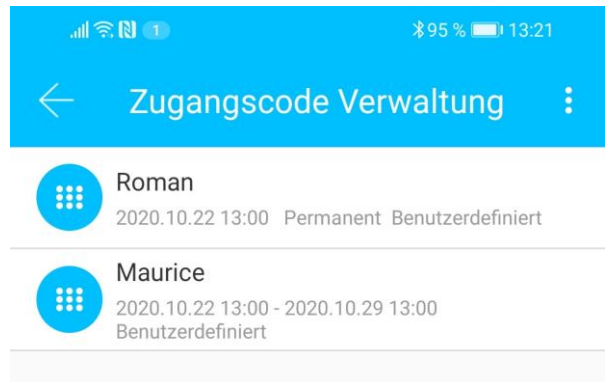 1 95 % 13:21
Zugangscode Verwaltung
Roman
2020.10.22 13:00 Permanent Benutzerdefiniert
Maurice
2020.10.22 13:00 - 2020.10.29 13:00
Benutzerdefiniert